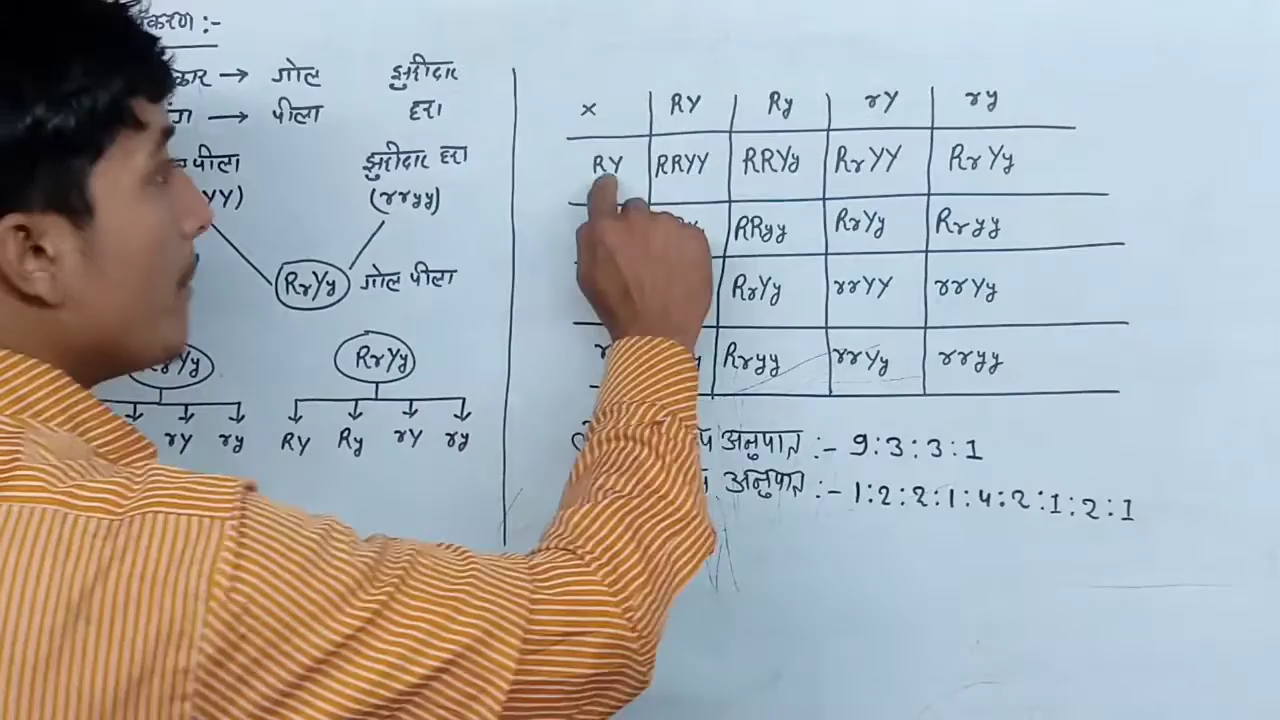 गोल झुर्रीदार
पीला हरा
पीला झुर्रीदार हरा
YY) (rryy)
RrYy गोल पीला
RrYy RrYy
rY ry RY Ry rY ry
× RY Ry rY ry
RY RRYY RRYy RrYY RrYy
RRyy RrYy Rryy
RrYy rrYY rrYy
Rryy rrYy rryy
अनुपात :- 9:3:3:1
अनुपात :- 1:2:2:1:4:2:1:2:1